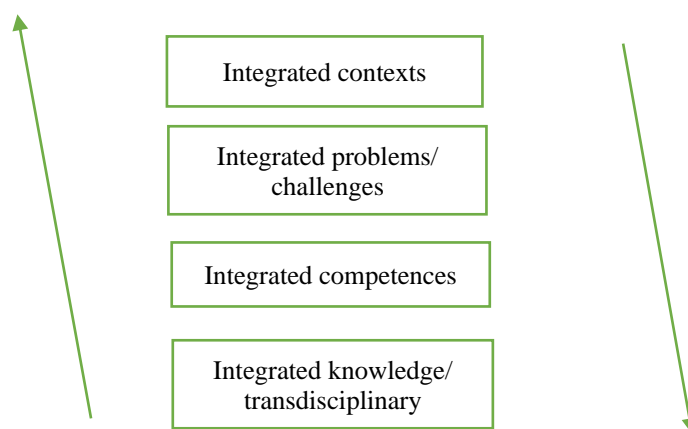 Integrated contexts
Integrated problems/
challenges
Integrated competences
Integrated knowledge/
transdisciplinary